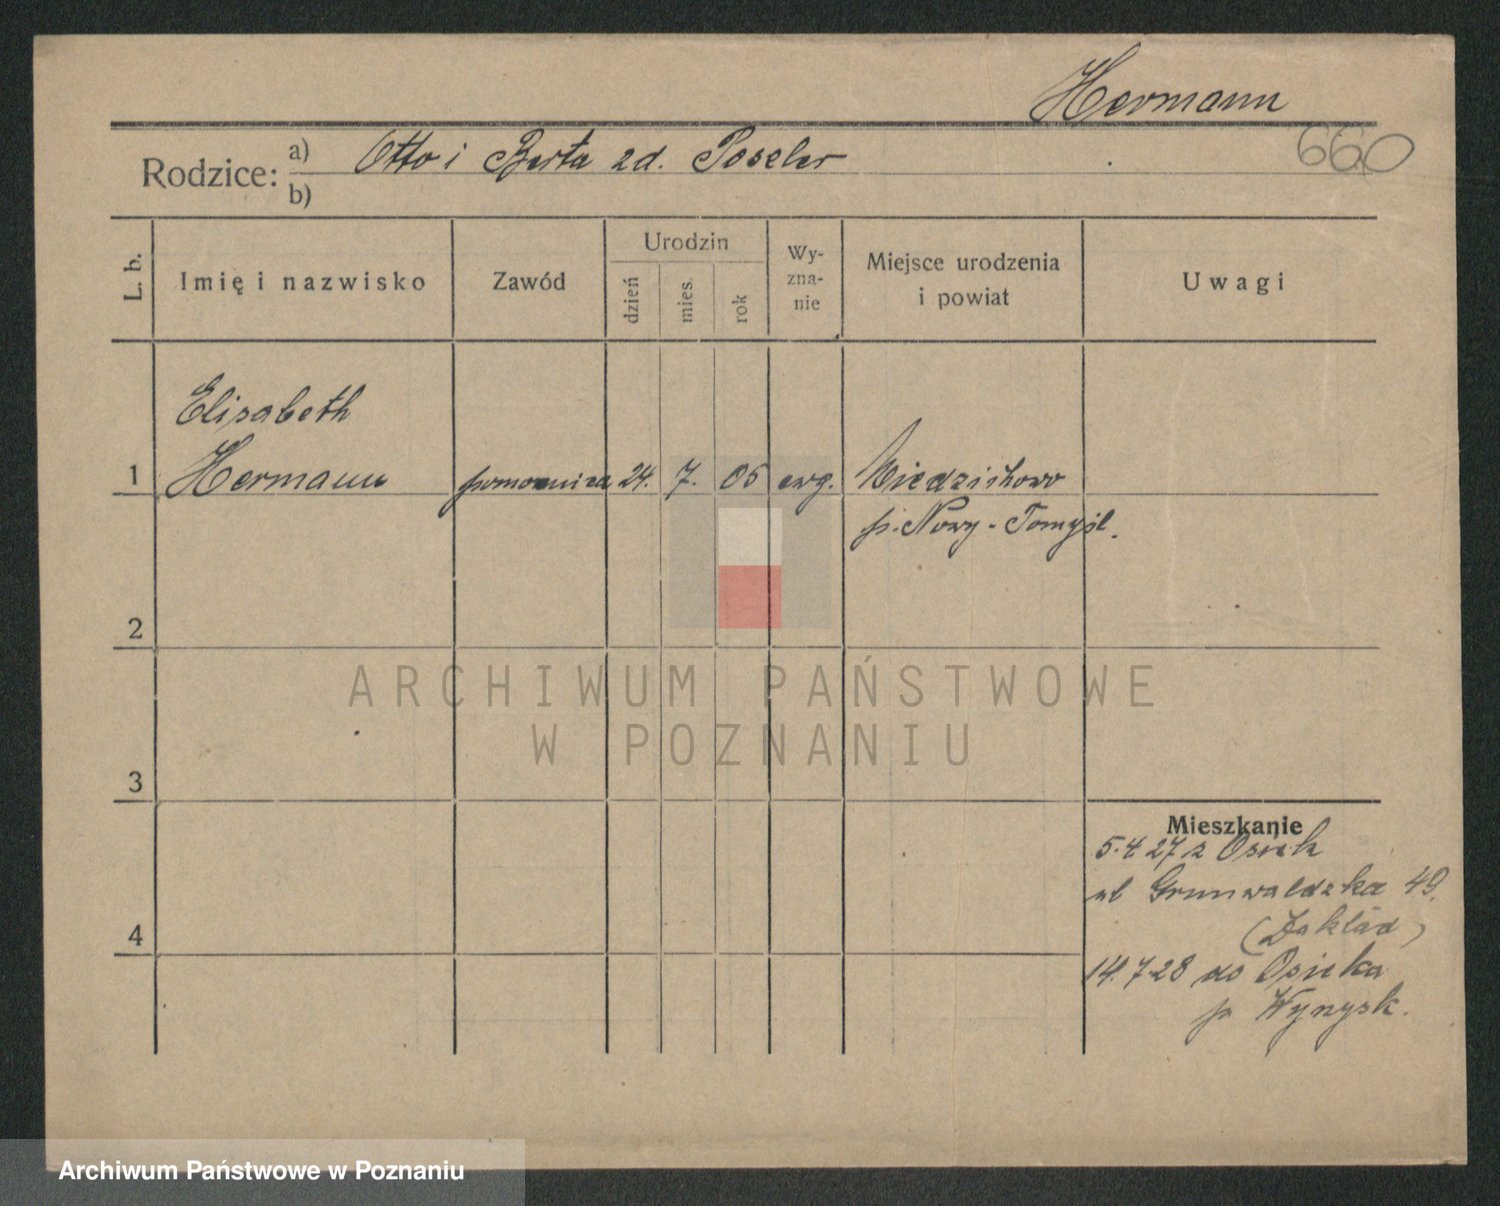 Hermann
660
Rodzice: a) Otto i Berta zd. Poseler
b)
L. b.
Imię i nazwisko
Zawód
Urodzin
dzień
mies.
rok
Wy-
zna-
nie
Miejsce urodzenia
i powiat
Uwagi
Elisabeth
1 Hermann pomocnica 24. 7. 05 ewg. Miedzichowo
p. Nowy-Tomyśl.
2
ARCHIWUM PAŃSTWOWE
W POZNANIU
3
Mieszkanie
5.4 27 z Osiek
ul Grunwaldzka 49.
4
(Zakład)
14.7 28 do Osieka
p Wyrzysk.
Archiwum Państwowe w Poznaniu